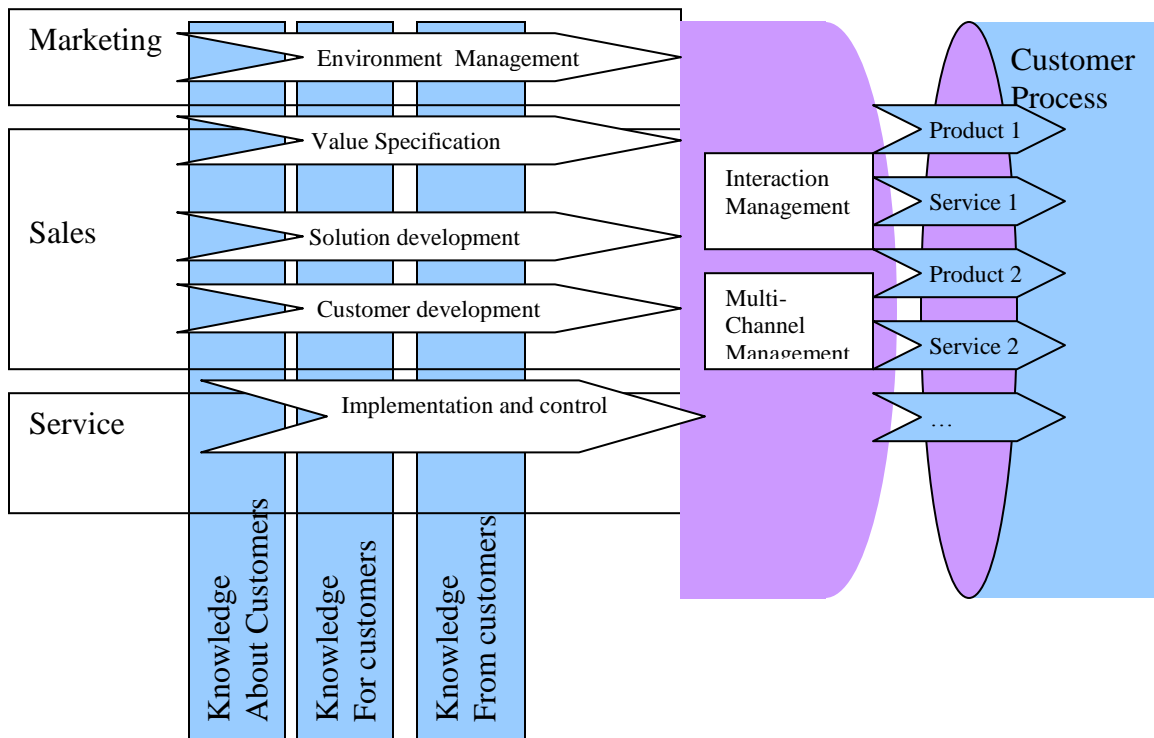 Marketing
Environment Management
Value Specification
Sales
Solution development
Customer development
Service
Implementation and control
Knowledge
About Customers
Knowledge
For customers
Knowledge
From customers
Interaction
Management
Multi-
Channel
Management
Customer
Process
Product 1
Service 1
Product 2
Service 2
…